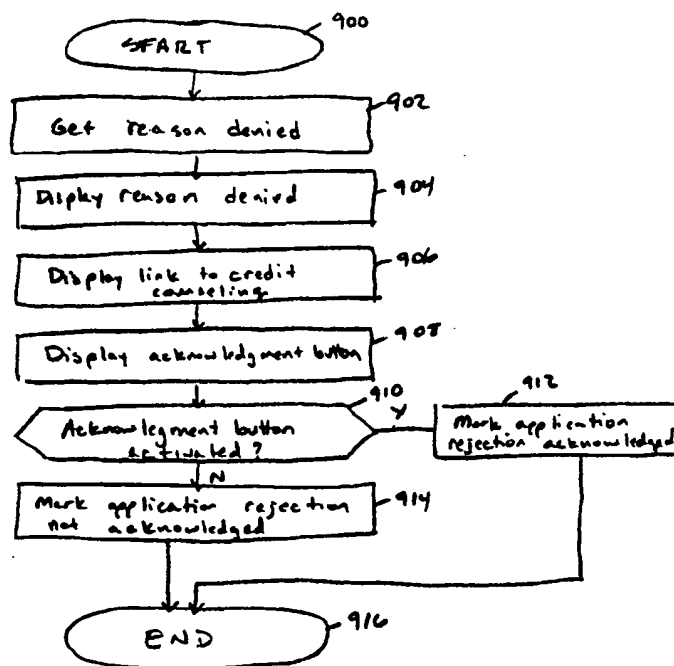 900
START
902
Get reason denied
904
Display reason denied
906
Display link to credit
counseling
908
Display acknowledgment button
910
Acknowlegment button
activated?
Y
912
Mark application
rejection acknowledged
N
914
Mark application rejection
not acknowledged
END
916